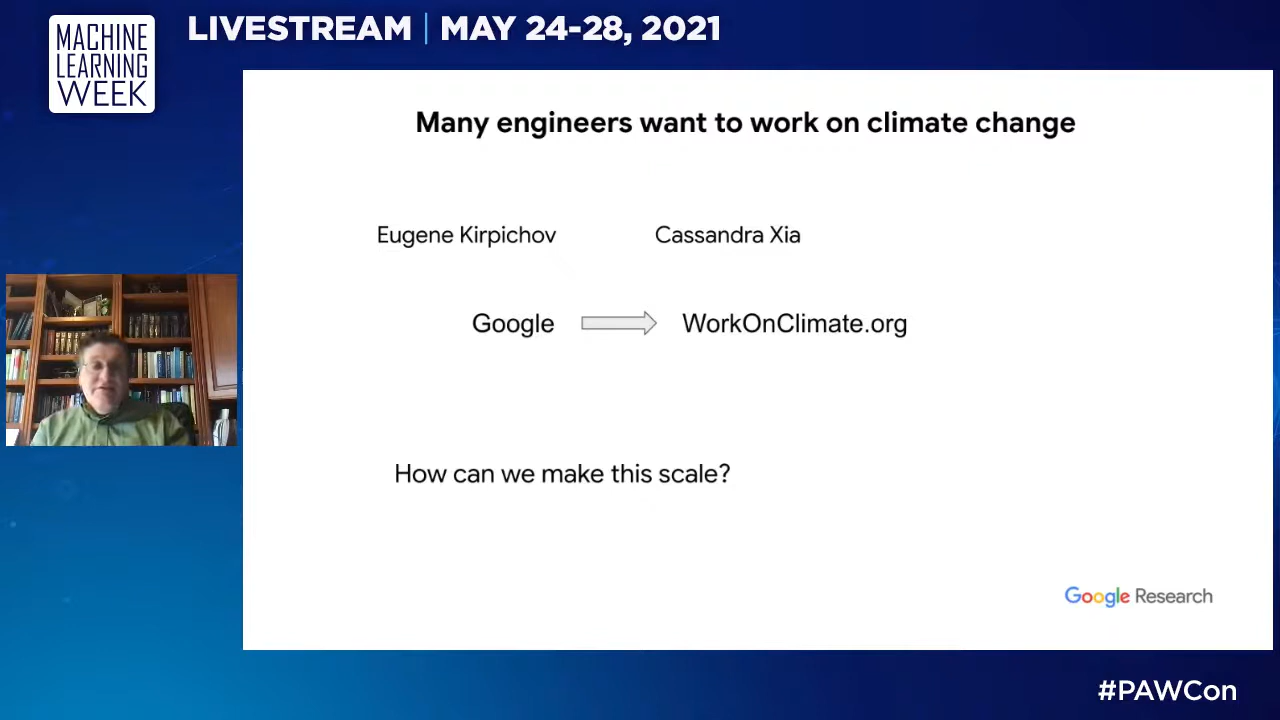 MACHINE
LEARNING
WEEK
LIVESTREAM | MAY 24-28, 2021
Many engineers want to work on climate change
Eugene Kirpichov
Cassandra Xia
Google
WorkOnClimate.org
How can we make this scale?
Google Research
#PAWCon